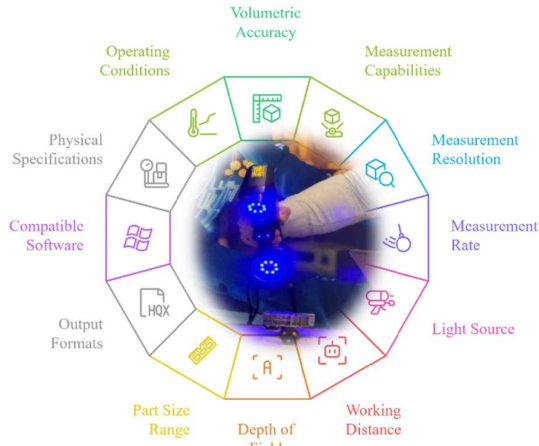 Volumetric
Accuracy
Measurement
Capabilities
Measurement
Resolution
Measurement
Rate
Light Source
Working
Distance
Depth of
Field
Part Size
Range
Output
Formats
HQX
A
Compatible
Software
Physical
Specifications
Operating
Conditions